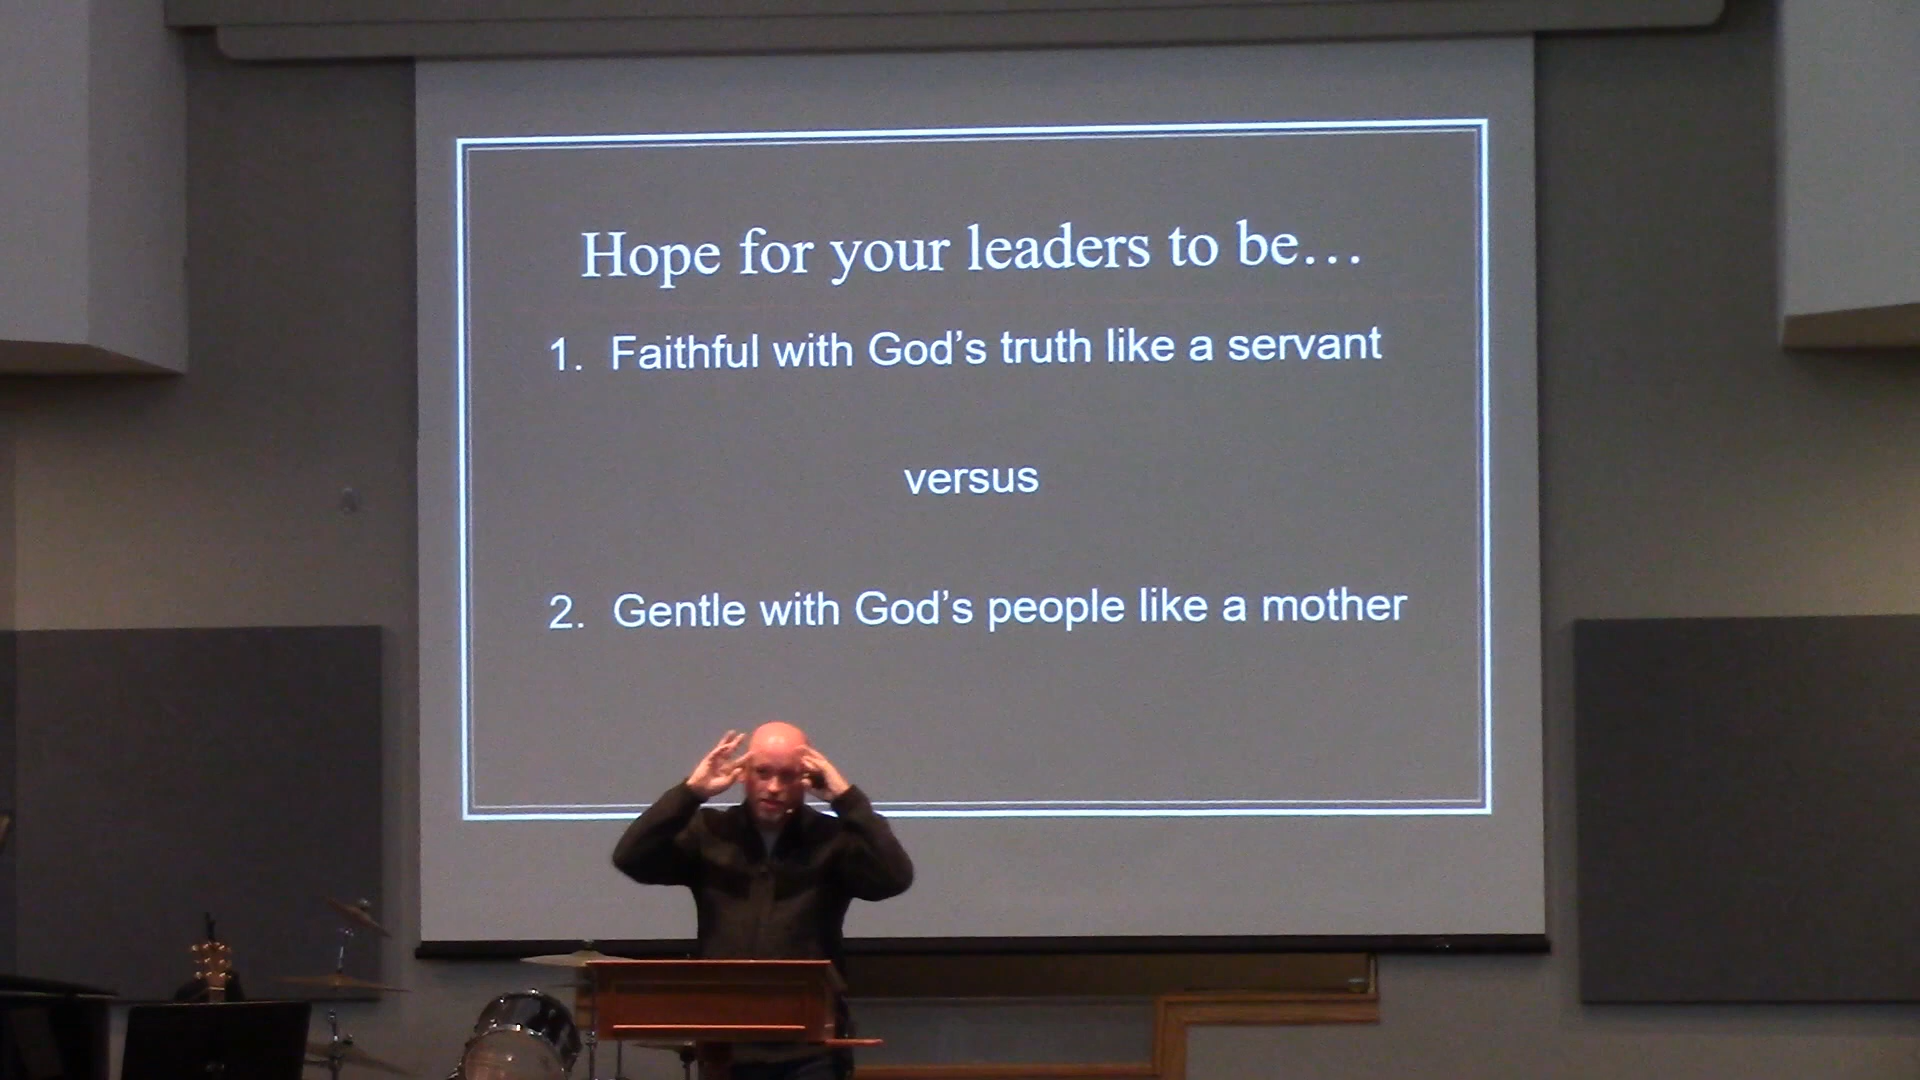 Hope for your leaders to be…
1. Faithful with God’s truth like a servant
versus
2. Gentle with God’s people like a mother